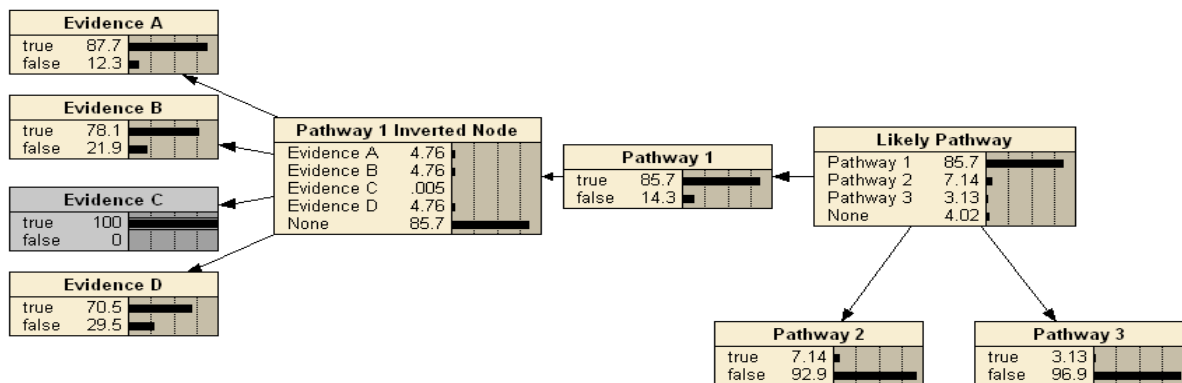 Evidence A
true 87.7
false 12.3
Evidence B
true 78.1
false 21.9
Evidence C
true 100
false 0
Evidence D
true 70.5
false 29.5
Pathway 1 Inverted Node
Evidence A 4.76
Evidence B 4.76
Evidence C .005
Evidence D 4.76
None 85.7
Pathway 1
true 85.7
false 14.3
Likely Pathway
Pathway 1 85.7
Pathway 2 7.14
Pathway 3 3.13
None 4.02
Pathway 2
true 7.14
false 92.9
Pathway 3
true 3.13
false 96.9